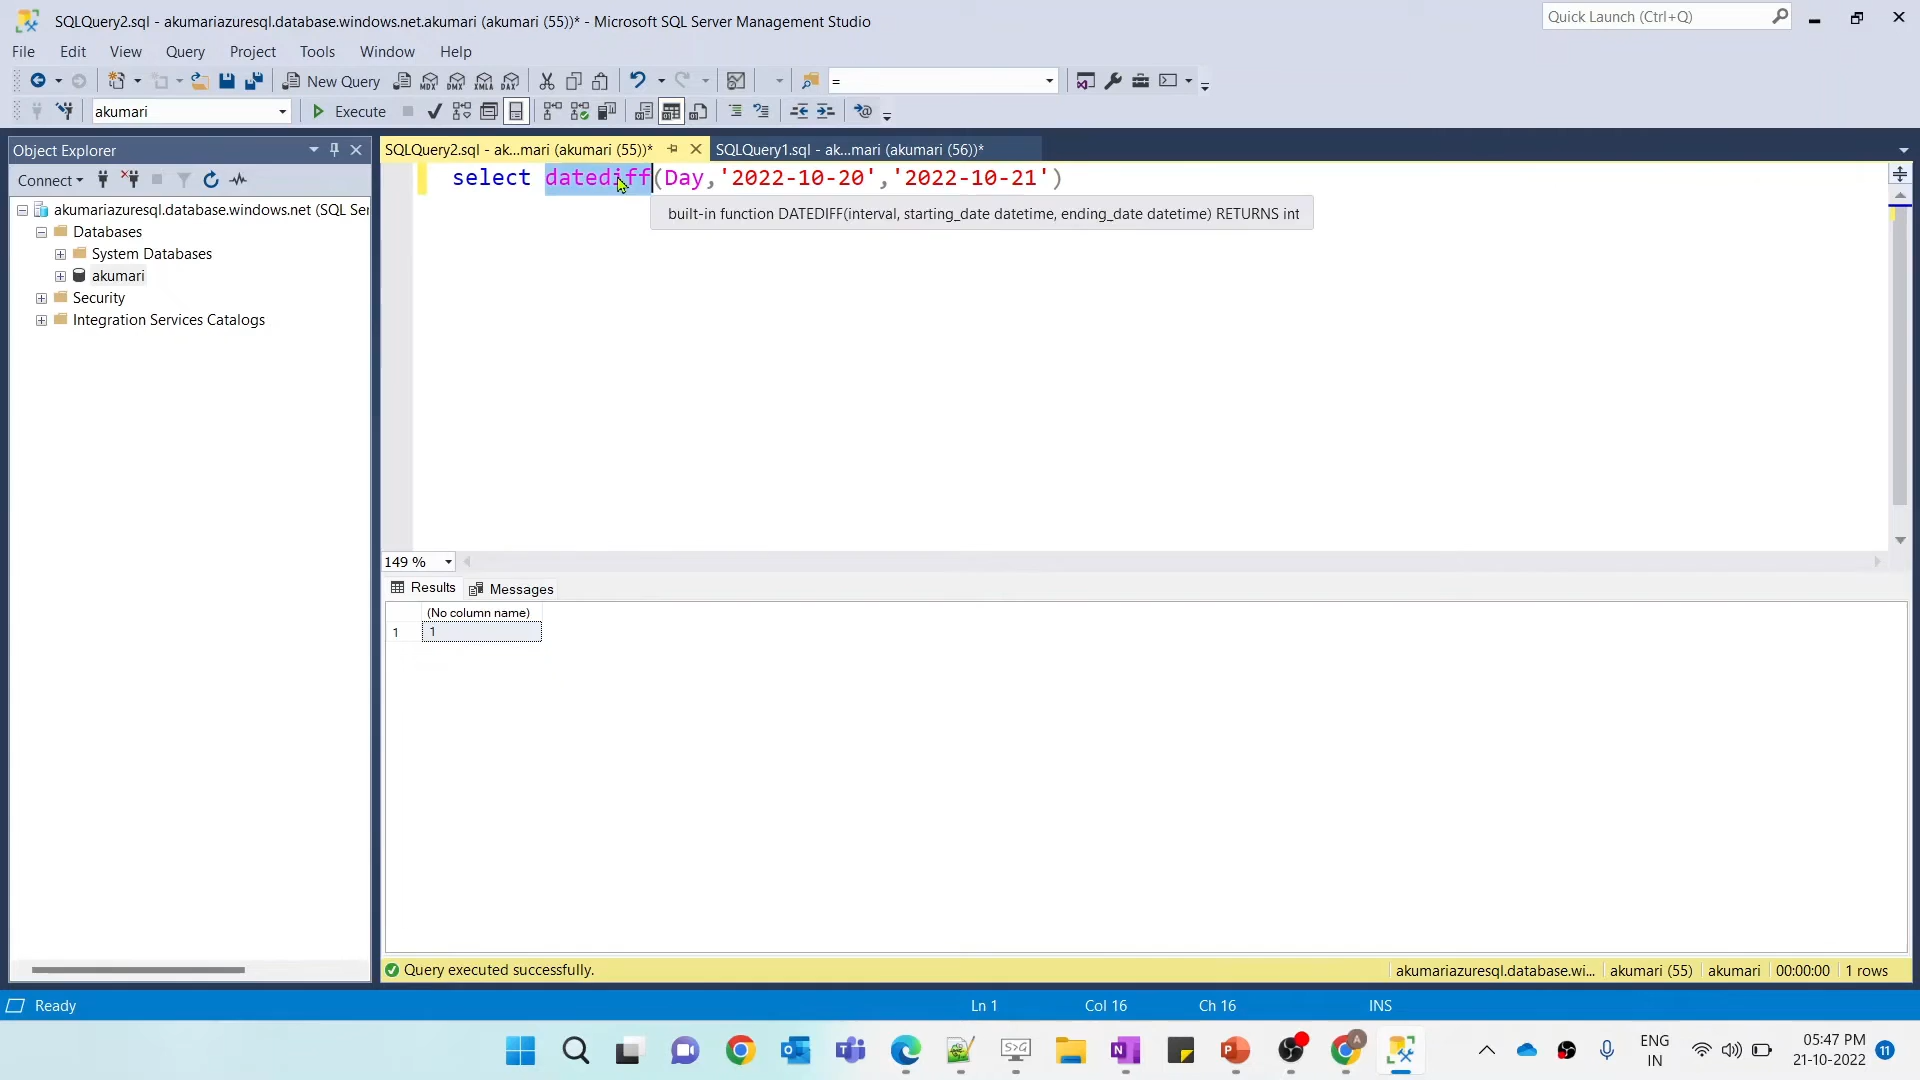 SQLQuery2.sql - akumariazuresql.database.windows.net.akumari (akumari (55))* - Microsoft SQL Server Management Studio
Quick Launch (Ctrl+Q)
File Edit View Query Project Tools Window Help
New Query MDX DMX XMLA DAX =
akumari Execute
Object Explorer
SQLQuery2.sql - ak...mari (akumari (55))* SQLQuery1.sql - ak...mari (akumari (56))*
Connect
select datediff(Day,'2022-10-20','2022-10-21')
built-in function DATEDIFF(interval, starting_date datetime, ending_date datetime) RETURNS int
akumariazuresql.database.windows.net (SQL Ser
Databases
System Databases
akumari
Security
Integration Services Catalogs
149 %
Results Messages
(No column name)
1 1
Query executed successfully. akumariazuresql.database.wi... akumari (55) akumari 00:00:00 1 rows
Ready Ln 1 Col 16 Ch 16 INS
ENG
IN
05:47 PM
21-10-2022
11